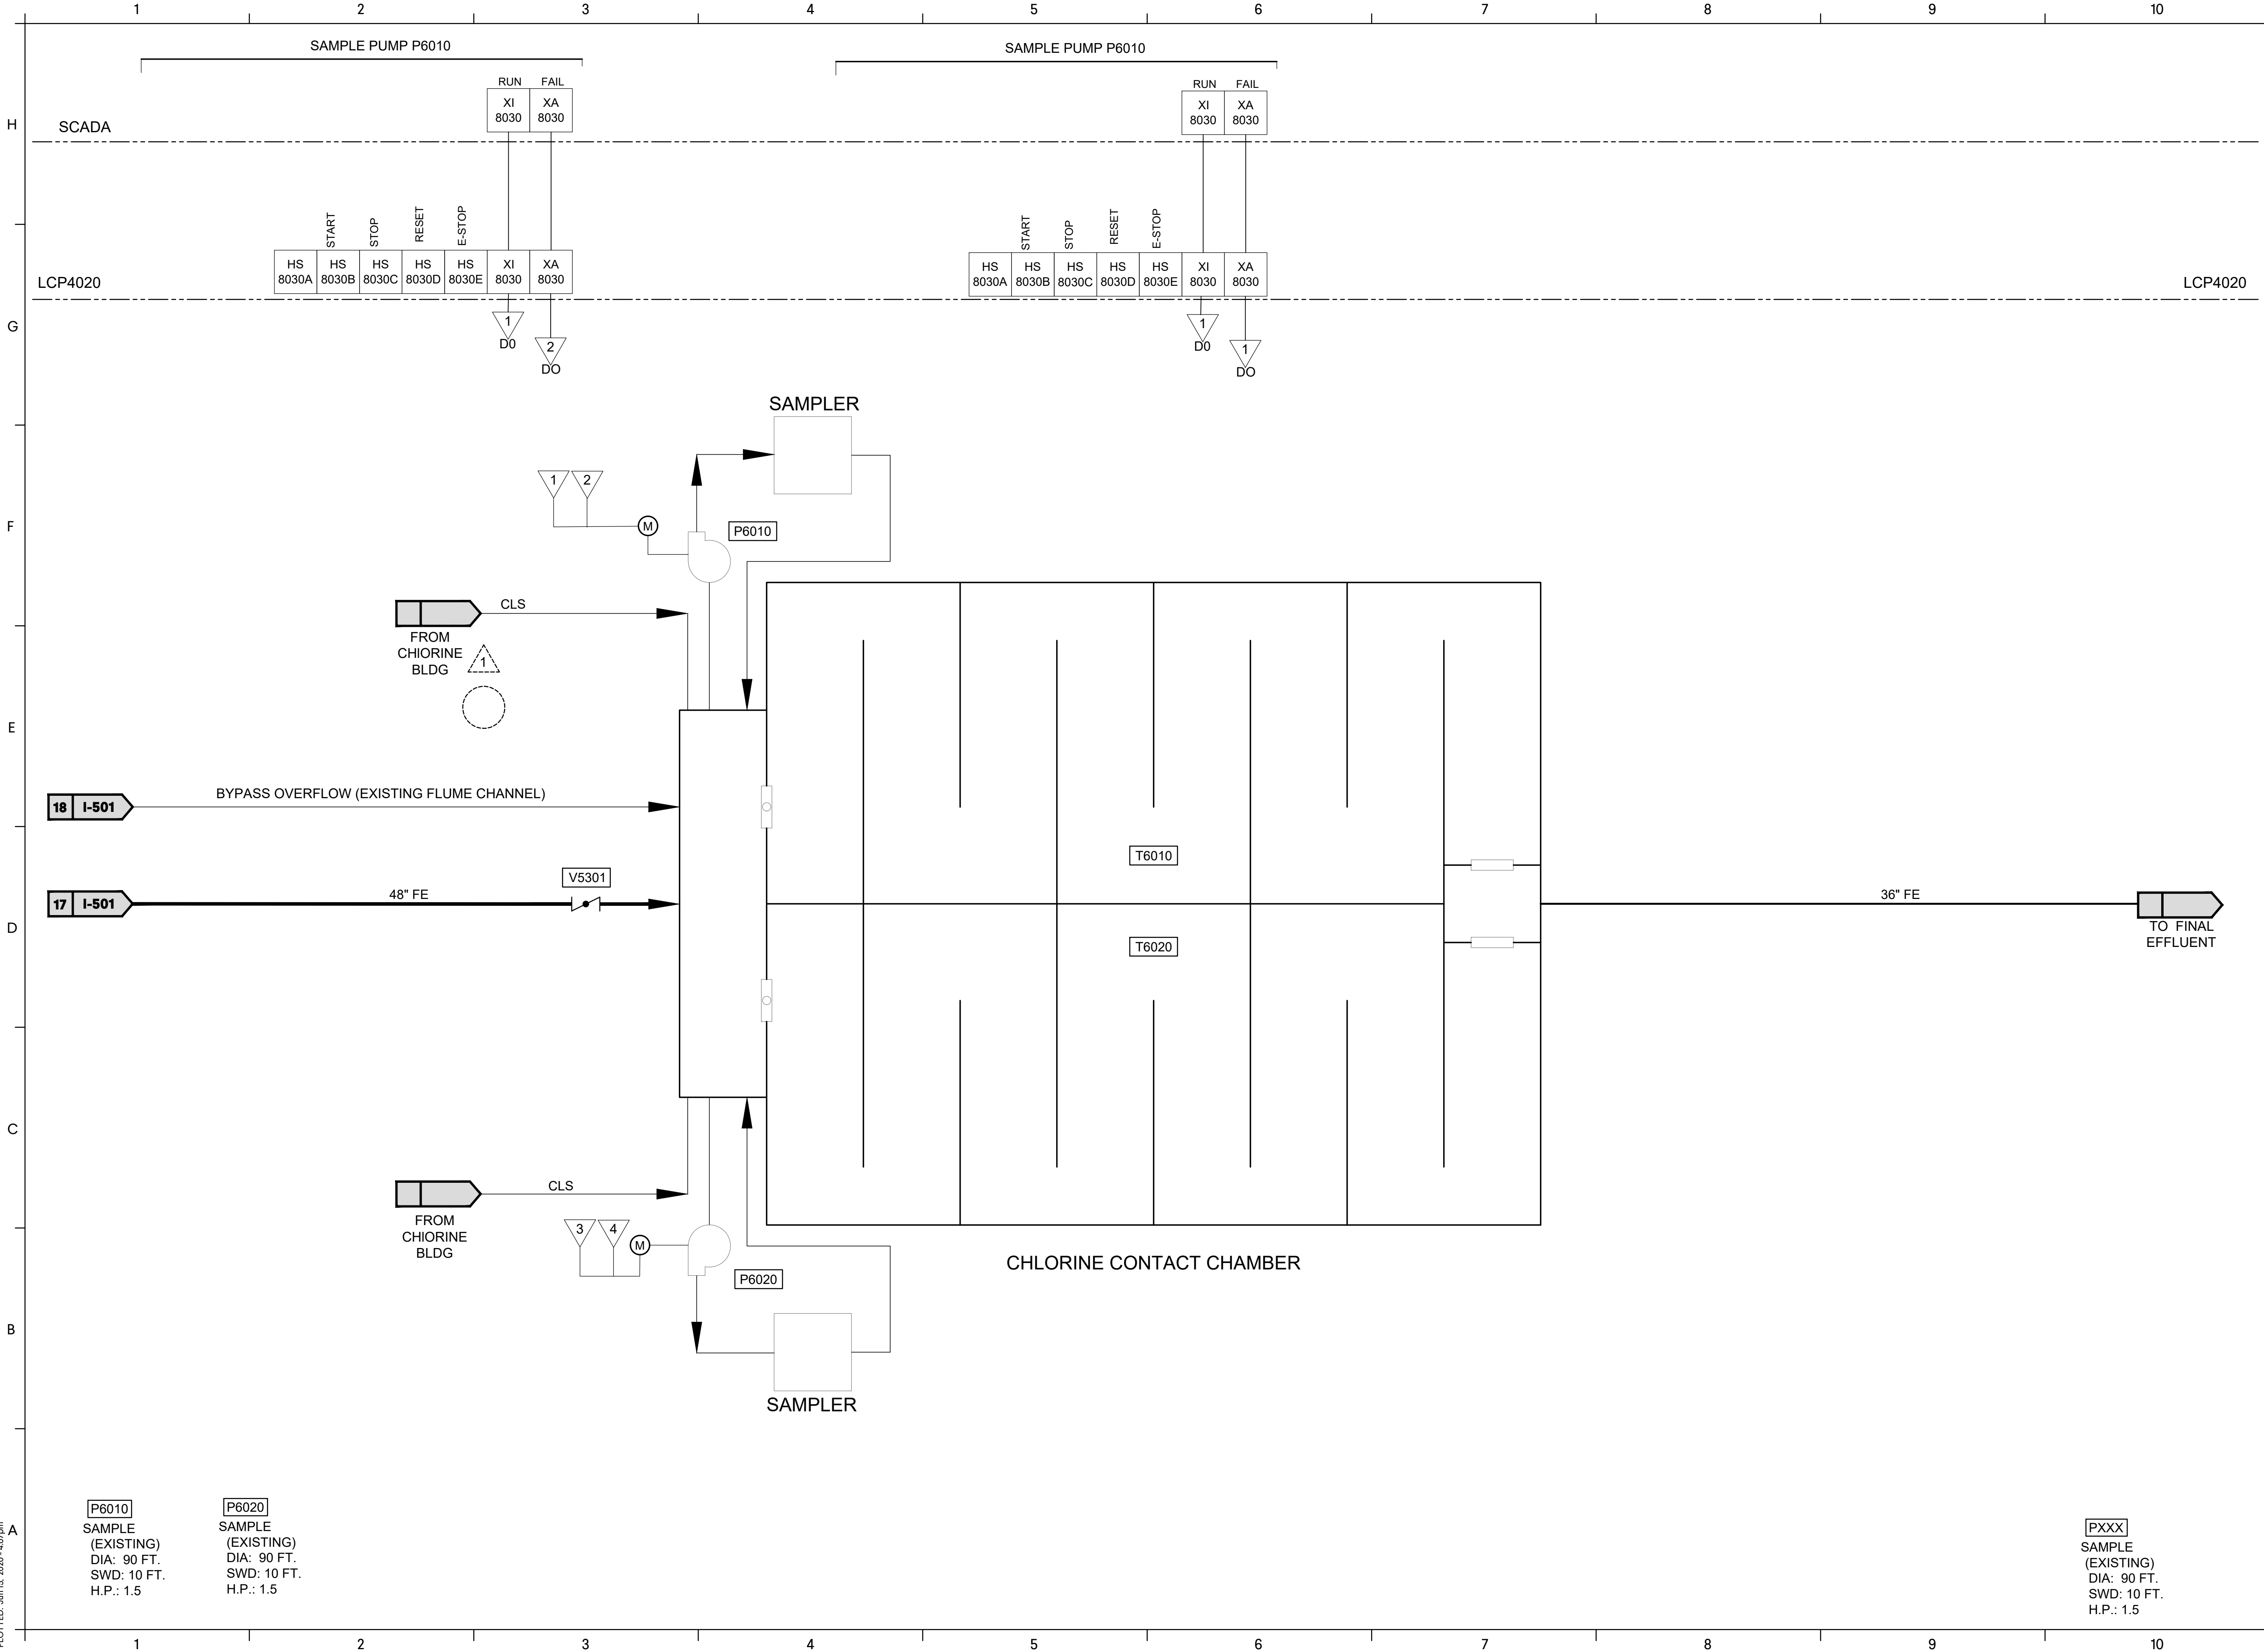 1 2 3 4 5 6 7 8 9 10
SAMPLE PUMP P6010
SAMPLE PUMP P6010
RUN FAIL
RUN FAIL
XI 8030
XA 8030
XI 8030
XA 8030
H
SCADA
START
STOP
RESET
E-STOP
START
STOP
RESET
E-STOP
HS 8030A
HS 8030B
HS 8030C
HS 8030D
HS 8030E
XI 8030
XA 8030
HS 8030A
HS 8030B
HS 8030C
HS 8030D
HS 8030E
XI 8030
XA 8030
LCP4020
LCP4020
G
1
D0
2
DO
1
D0
1
DO
SAMPLER
1
2
F
M
P6010
CLS
FROM
CHIORINE
BLDG
1
E
BYPASS OVERFLOW (EXISTING FLUME CHANNEL)
18 I-501
T6010
V5301
48" FE
17 I-501
36" FE
D
TO FINAL
EFFLUENT
T6020
C
CLS
FROM
CHIORINE
BLDG
3
4
M
P6020
CHLORINE CONTACT CHAMBER
B
SAMPLER
A
P6010
SAMPLE
(EXISTING)
DIA: 90 FT.
SWD: 10 FT.
H.P.: 1.5
P6020
SAMPLE
(EXISTING)
DIA: 90 FT.
SWD: 10 FT.
H.P.: 1.5
PXXX
SAMPLE
(EXISTING)
DIA: 90 FT.
SWD: 10 FT.
H.P.: 1.5
1 2 3 4 5 6 7 8 9 10